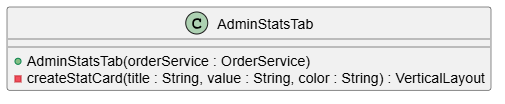 C AdminStatsTab
AdminStatsTab(orderService : OrderService)
createStatCard(title : String, value : String, color : String) : VerticalLayout